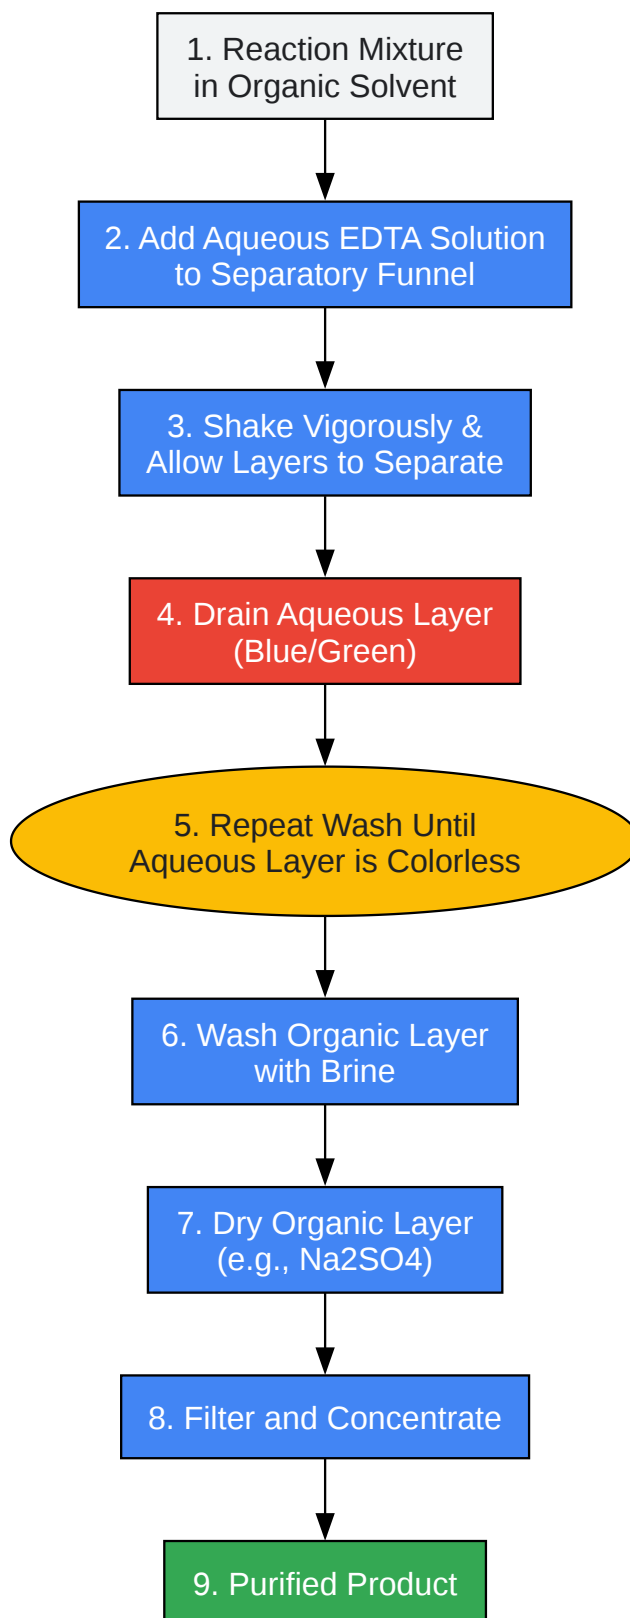 1. Reaction Mixture
in Organic Solvent
2. Add Aqueous EDTA Solution
to Separatory Funnel
3. Shake Vigorously &
Allow Layers to Separate
4. Drain Aqueous Layer
(Blue/Green)
5. Repeat Wash Until
Aqueous Layer is Colorless
6. Wash Organic Layer
with Brine
7. Dry Organic Layer
(e.g., Na2SO4)
8. Filter and Concentrate
9. Purified Product